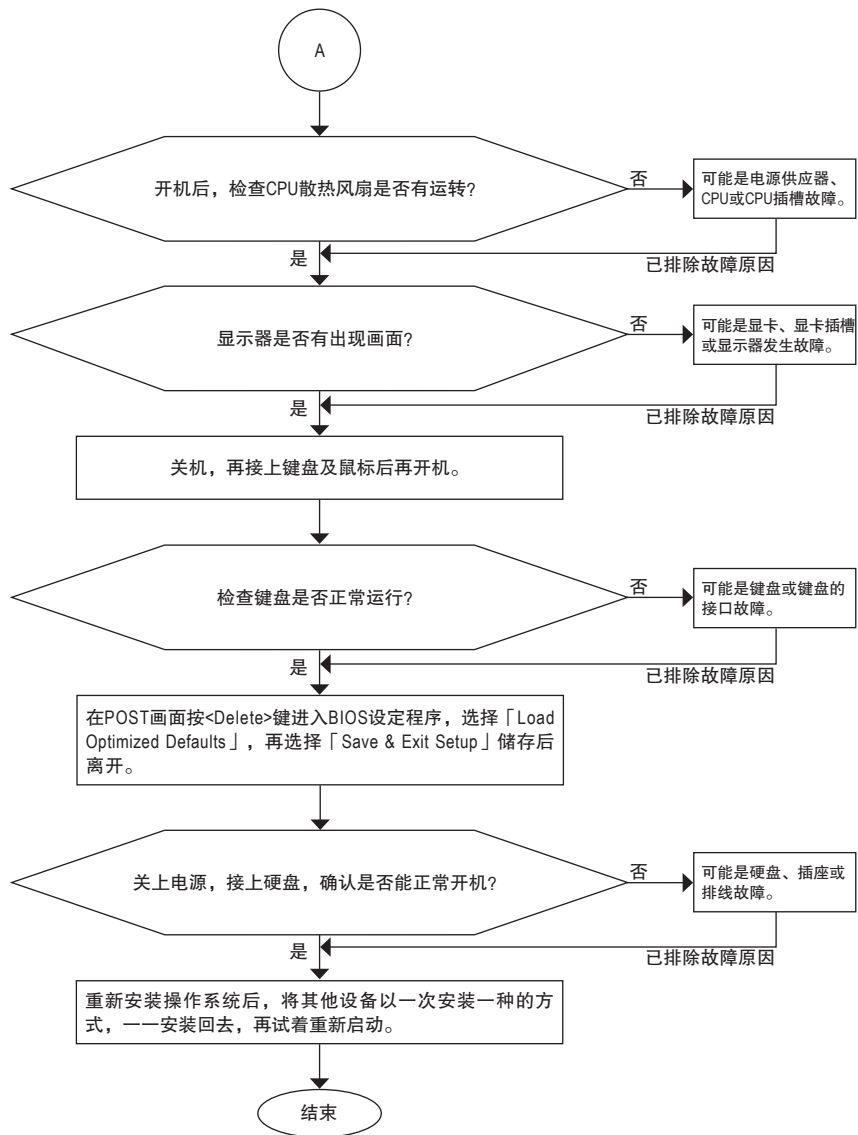 A
开机后，检查CPU散热风扇是否有运转?
否
可能是电源供应器、
CPU或CPU插槽故障。
是
已排除故障原因
显示器是否有出现画面?
否
可能是显卡、显卡插槽
或显示器发生故障。
是
已排除故障原因
关机，再接上键盘及鼠标后再开机。
检查键盘是否正常运行?
否
可能是键盘或键盘的
接口故障。
是
已排除故障原因
在POST画面按<Delete>键进入BIOS设定程序，选择「Load
Optimized Defaults」，再选择「Save & Exit Setup」储存后
离开。
关上电源，接上硬盘，确认是否能正常开机?
否
可能是硬盘、插座或
排线故障。
是
已排除故障原因
重新安装操作系统后，将其他设备以一次安装一种的方
式，一一安装回去，再试着重新启动。
结束